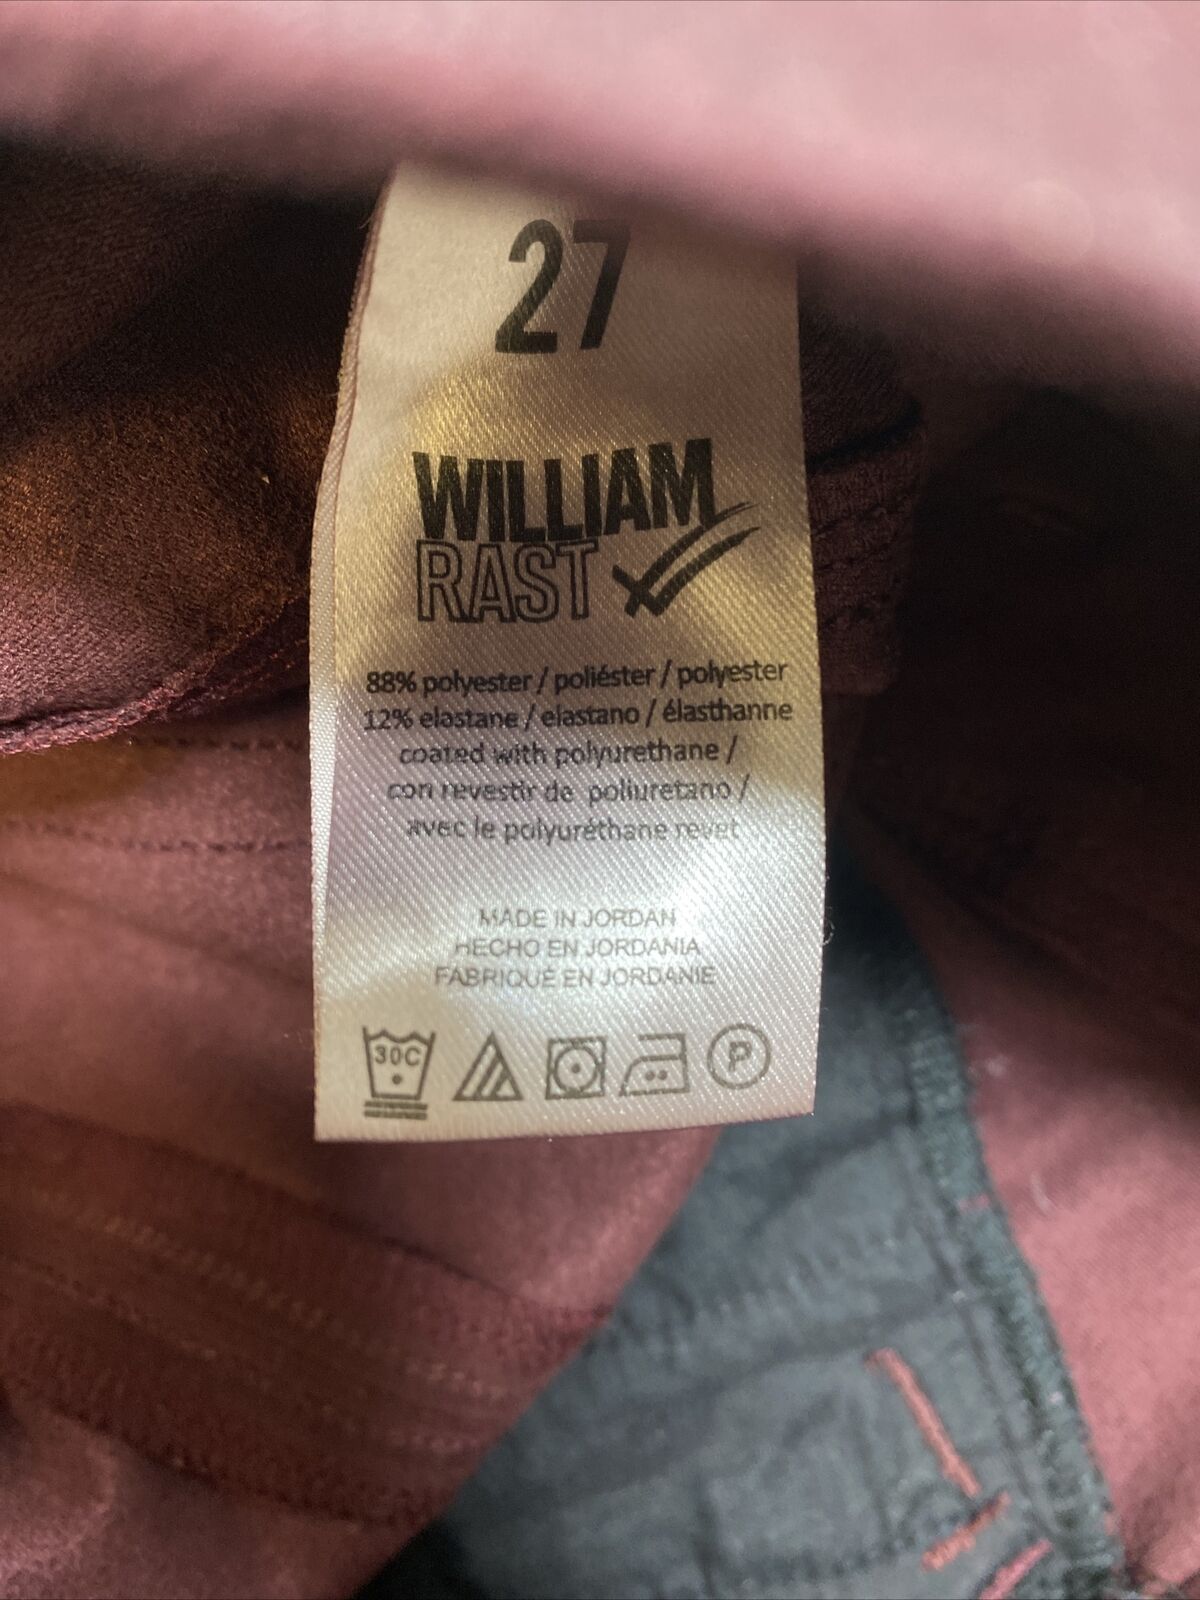 27
WILLIAM
RAST
88% polyester / poliéster / polyester
12% elastane / elastano / élasthanne
coated with polyurethane /
con revestir de poliuretano /
avec le polyuréthane revet
MADE IN JORDAN
HECHO EN JORDANIA
FABRIQUÉ EN JORDANIE
30C P